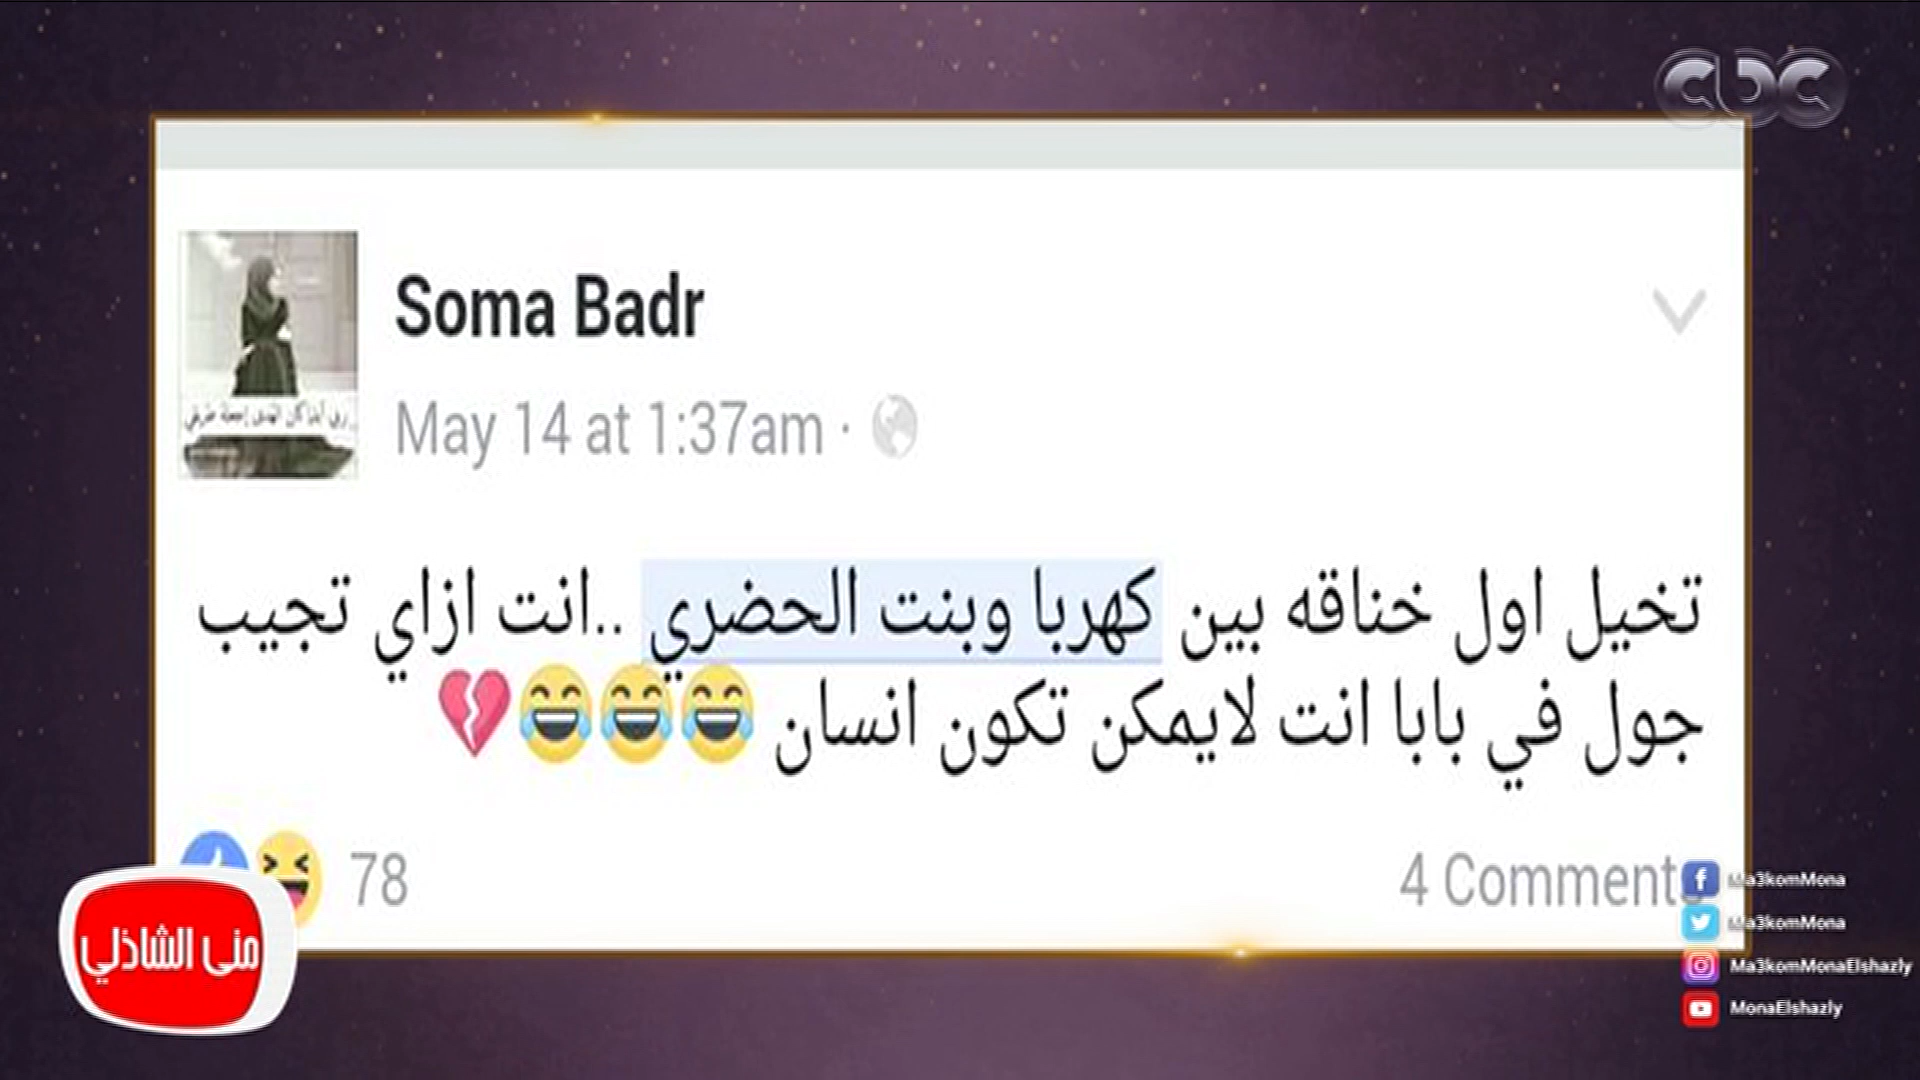 cbc
Soma Badr
May 14 at 1:37am ·
تخيل اول خناقه بين كهربا وبنت الحضري ..انت ازاي تجيب
جول في بابا انت لايمكن تكون انسان 😂😂😂💔
78
4 Comments
منى الشاذلي
Ma3komMona
Ma3komMona
Ma3komMonaElshazly
MonaElshazly